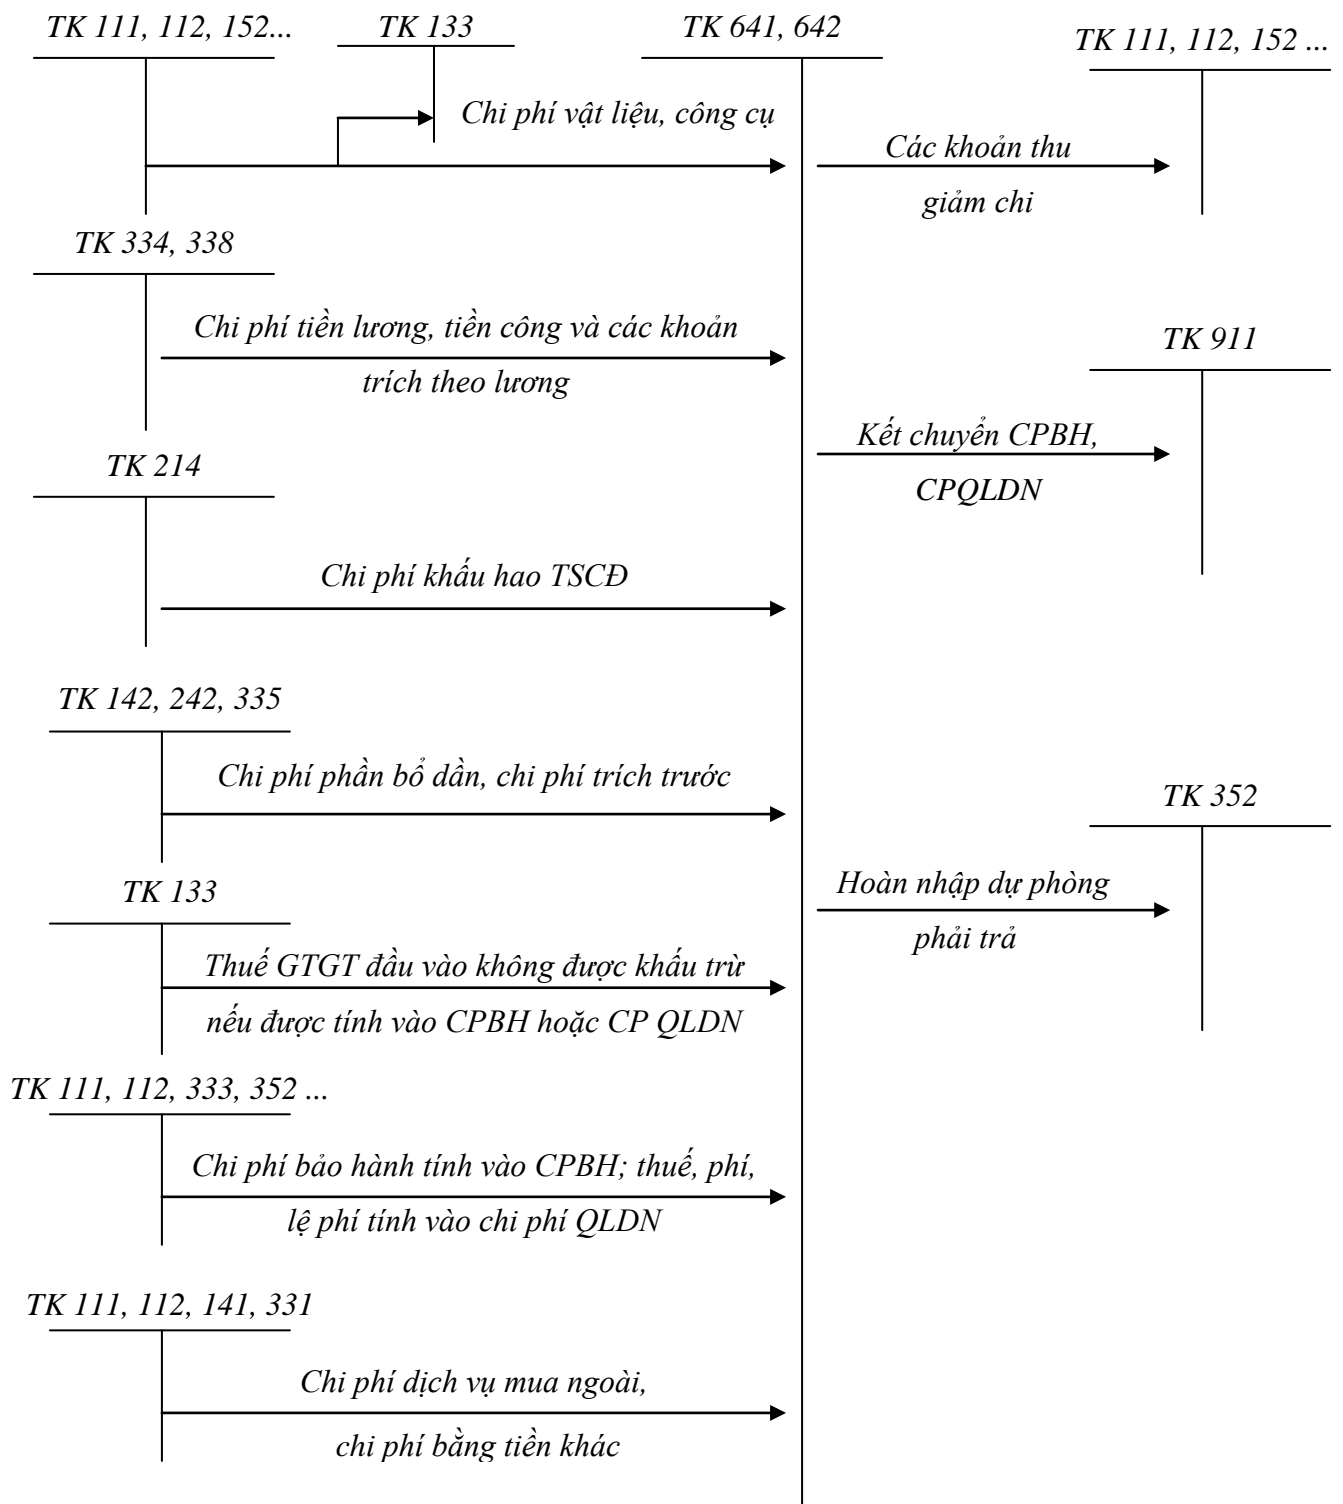 TK 111, 112, 152...
TK 133
TK 641, 642
TK 111, 112, 152 ...
Chi phí vật liệu, công cụ
Các khoản thu
giảm chi
TK 334, 338
Chi phí tiền lương, tiền công và các khoản
trích theo lương
TK 911
Kết chuyển CPBH,
CPQLDN
TK 214
Chi phí khấu hao TSCĐ
TK 142, 242, 335
Chi phí phần bổ dần, chi phí trích trước
TK 352
Hoàn nhập dự phòng
phải trả
TK 133
Thuế GTGT đầu vào không được khấu trừ
nếu được tính vào CPBH hoặc CP QLDN
TK 111, 112, 333, 352 ...
Chi phí bảo hành tính vào CPBH; thuế, phí,
lệ phí tính vào chi phí QLDN
TK 111, 112, 141, 331
Chi phí dịch vụ mua ngoài,
chi phí bằng tiền khác